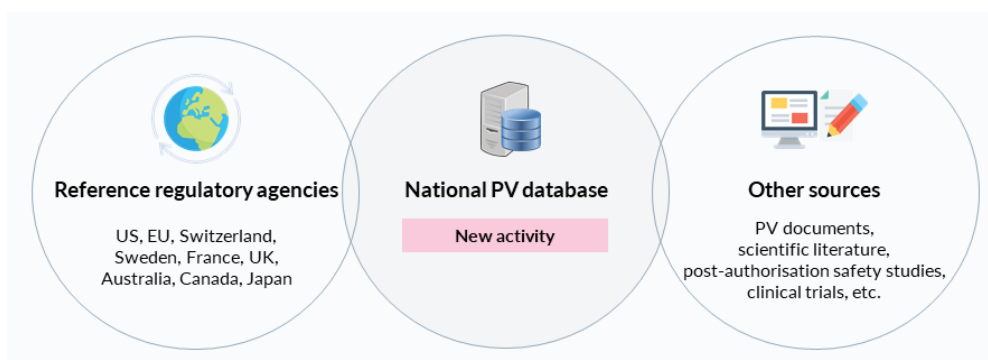 Reference regulatory agencies
US, EU, Switzerland,
Sweden, France, UK,
Australia, Canada, Japan
National PV database
New activity
Other sources
PV documents,
scientific literature,
post-authorisation safety studies,
clinical trials, etc.